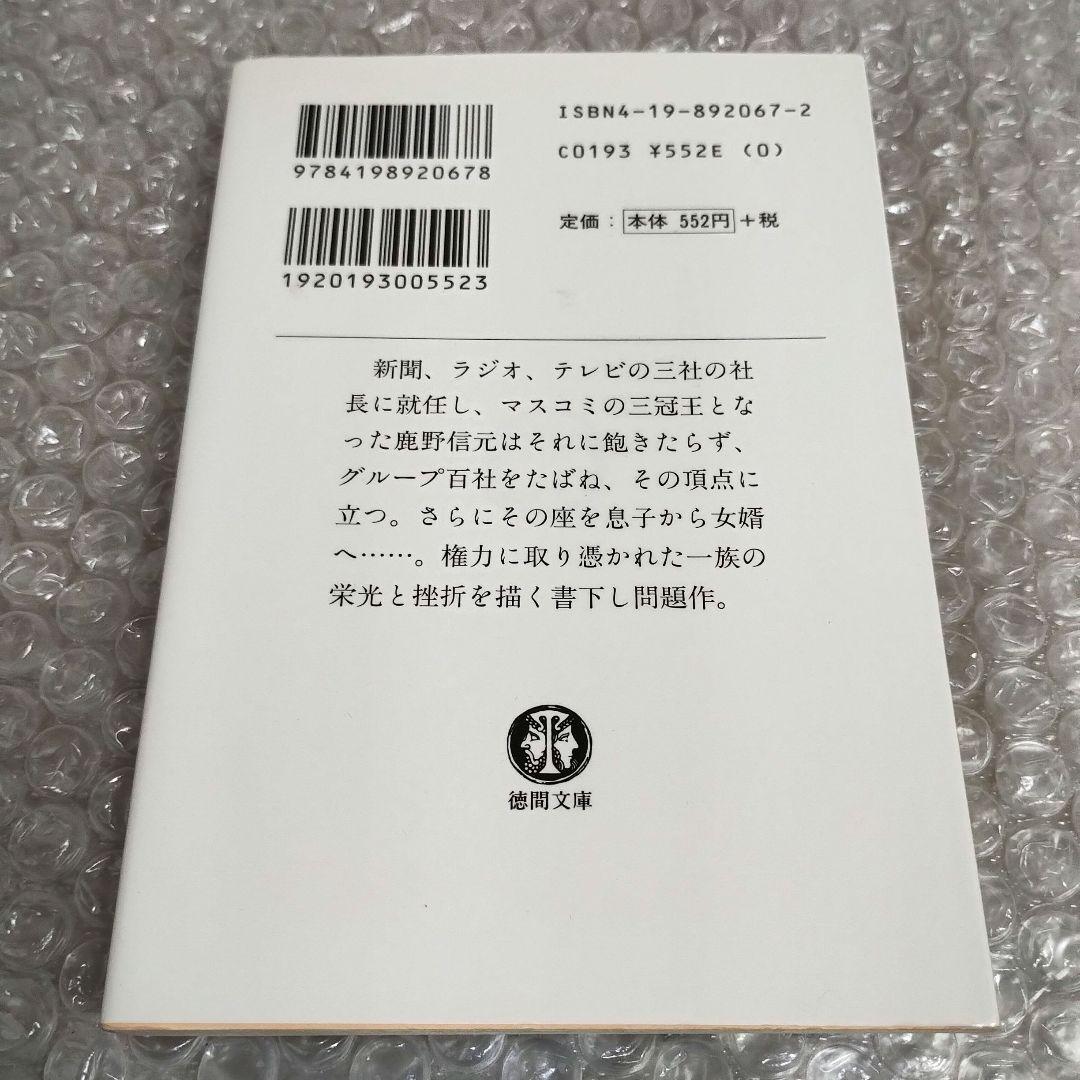 9784198920678
ISBN4-19-892067-2
C0193 ¥552E (0)
1920193005523
定価：本体 552円+税
新聞、ラジオ、テレビの三社の社
長に就任し、マスコミの三冠王とな
った鹿野信元はそれに飽きたらず、
グループ百社をたばね、その頂点に
立つ。さらにその座を息子から女婿
へ……。権力に取り憑かれた一族の
栄光と挫折を描く書下し問題作。
徳間文庫